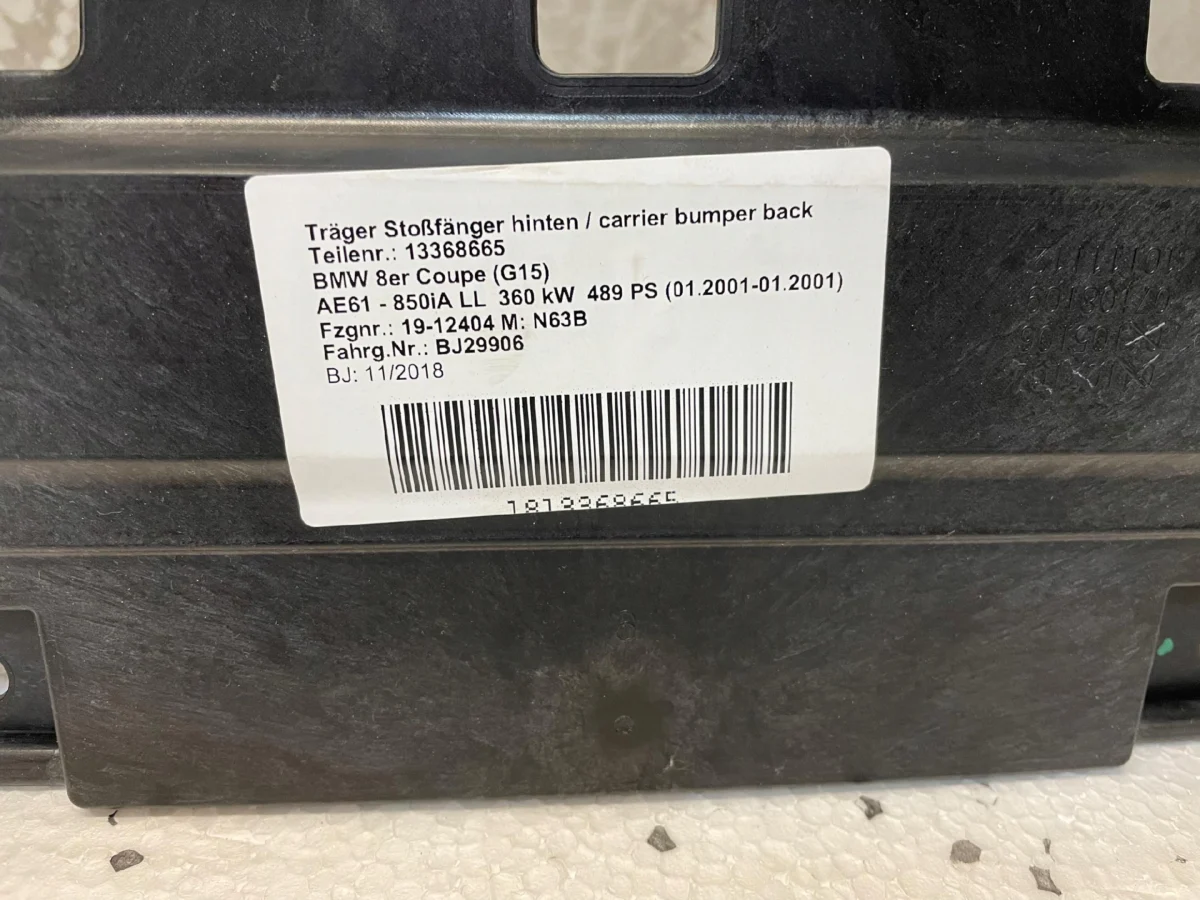 Träger Stoßfänger hinten / carrier bumper back
Teilenr.: 13368665
BMW 8er Coupe (G15)
AE61 - 850iA LL 360 kW 489 PS (01.2001-01.2001)
Fzgnr.: 19-12404 M: N63B
Fahrg.Nr.: BJ29906
BJ: 11/2018
1813368665